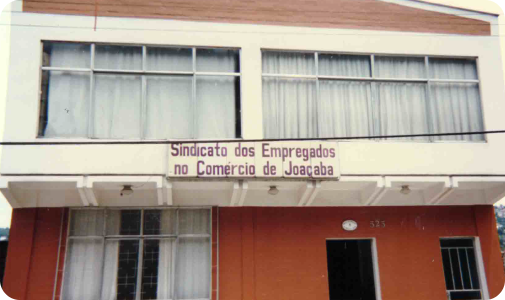 Sindicato dos Empregados
no Comércio de Joaçaba